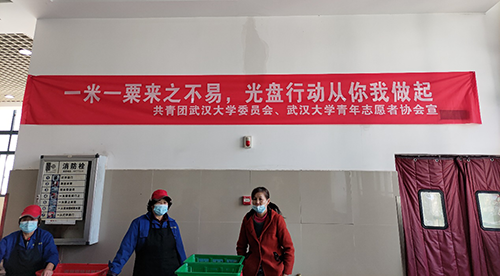 一米一粟来之不易，光盘行动从你我做起
共青团武汉大学委员会、武汉大学青年志愿者协会宣
消防栓